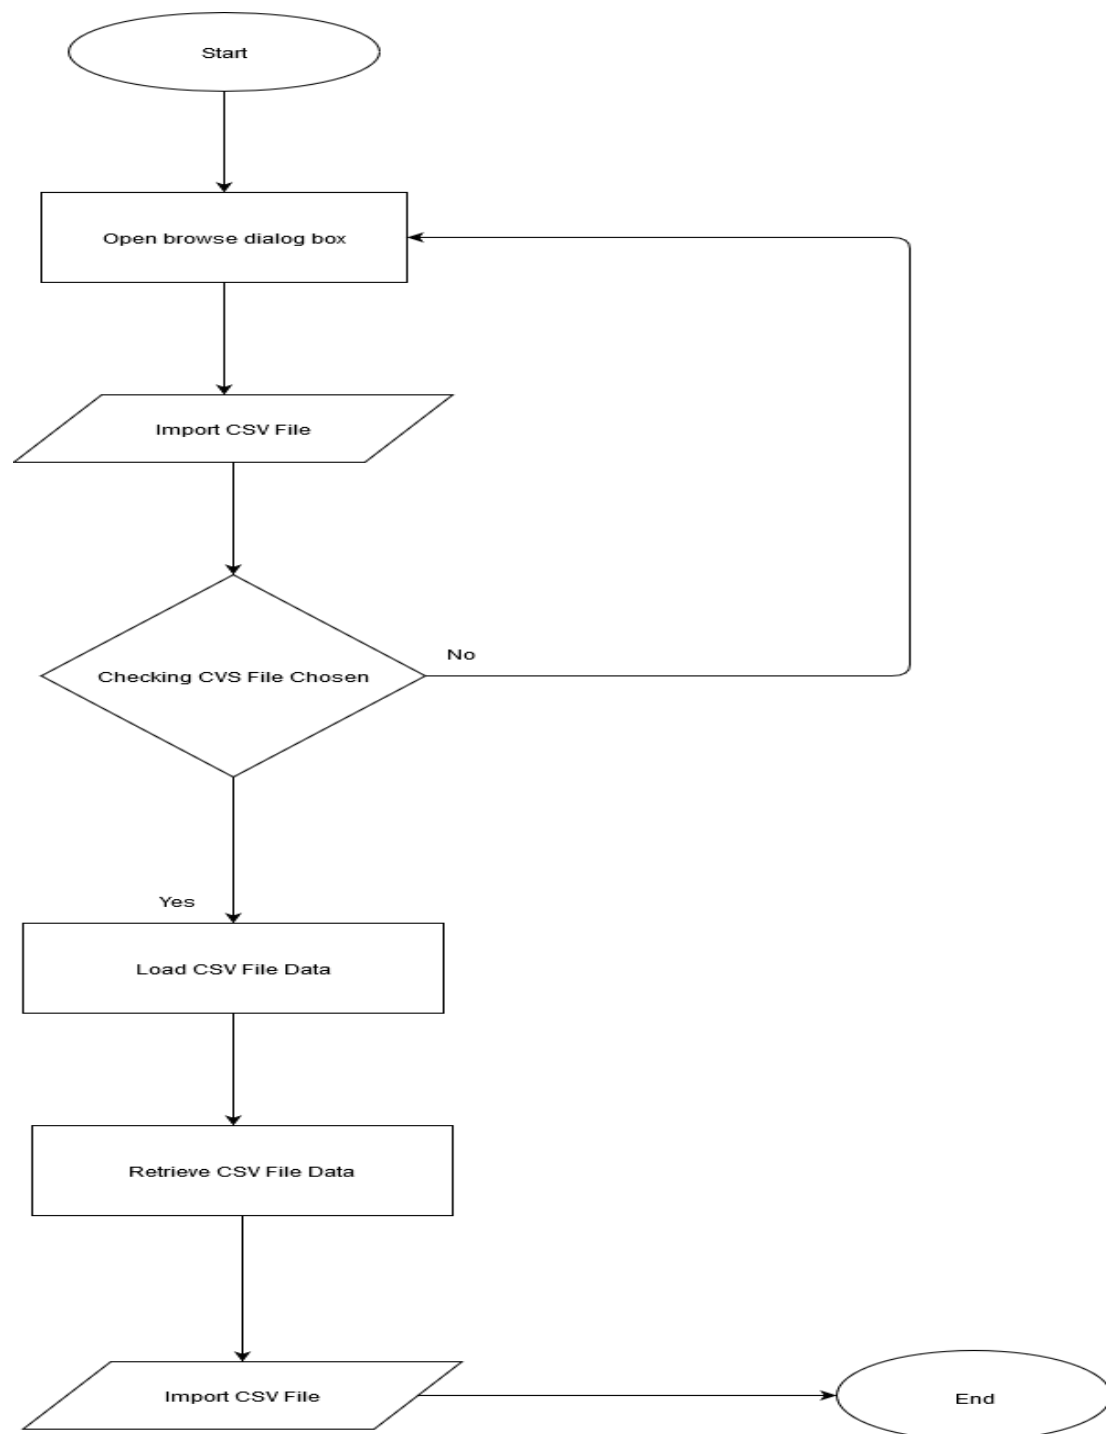 Start
Open browse dialog box
Import CSV File
No
Checking CVS File Chosen
Yes
Load CSV File Data
Retrieve CSV File Data
Import CSV File
End